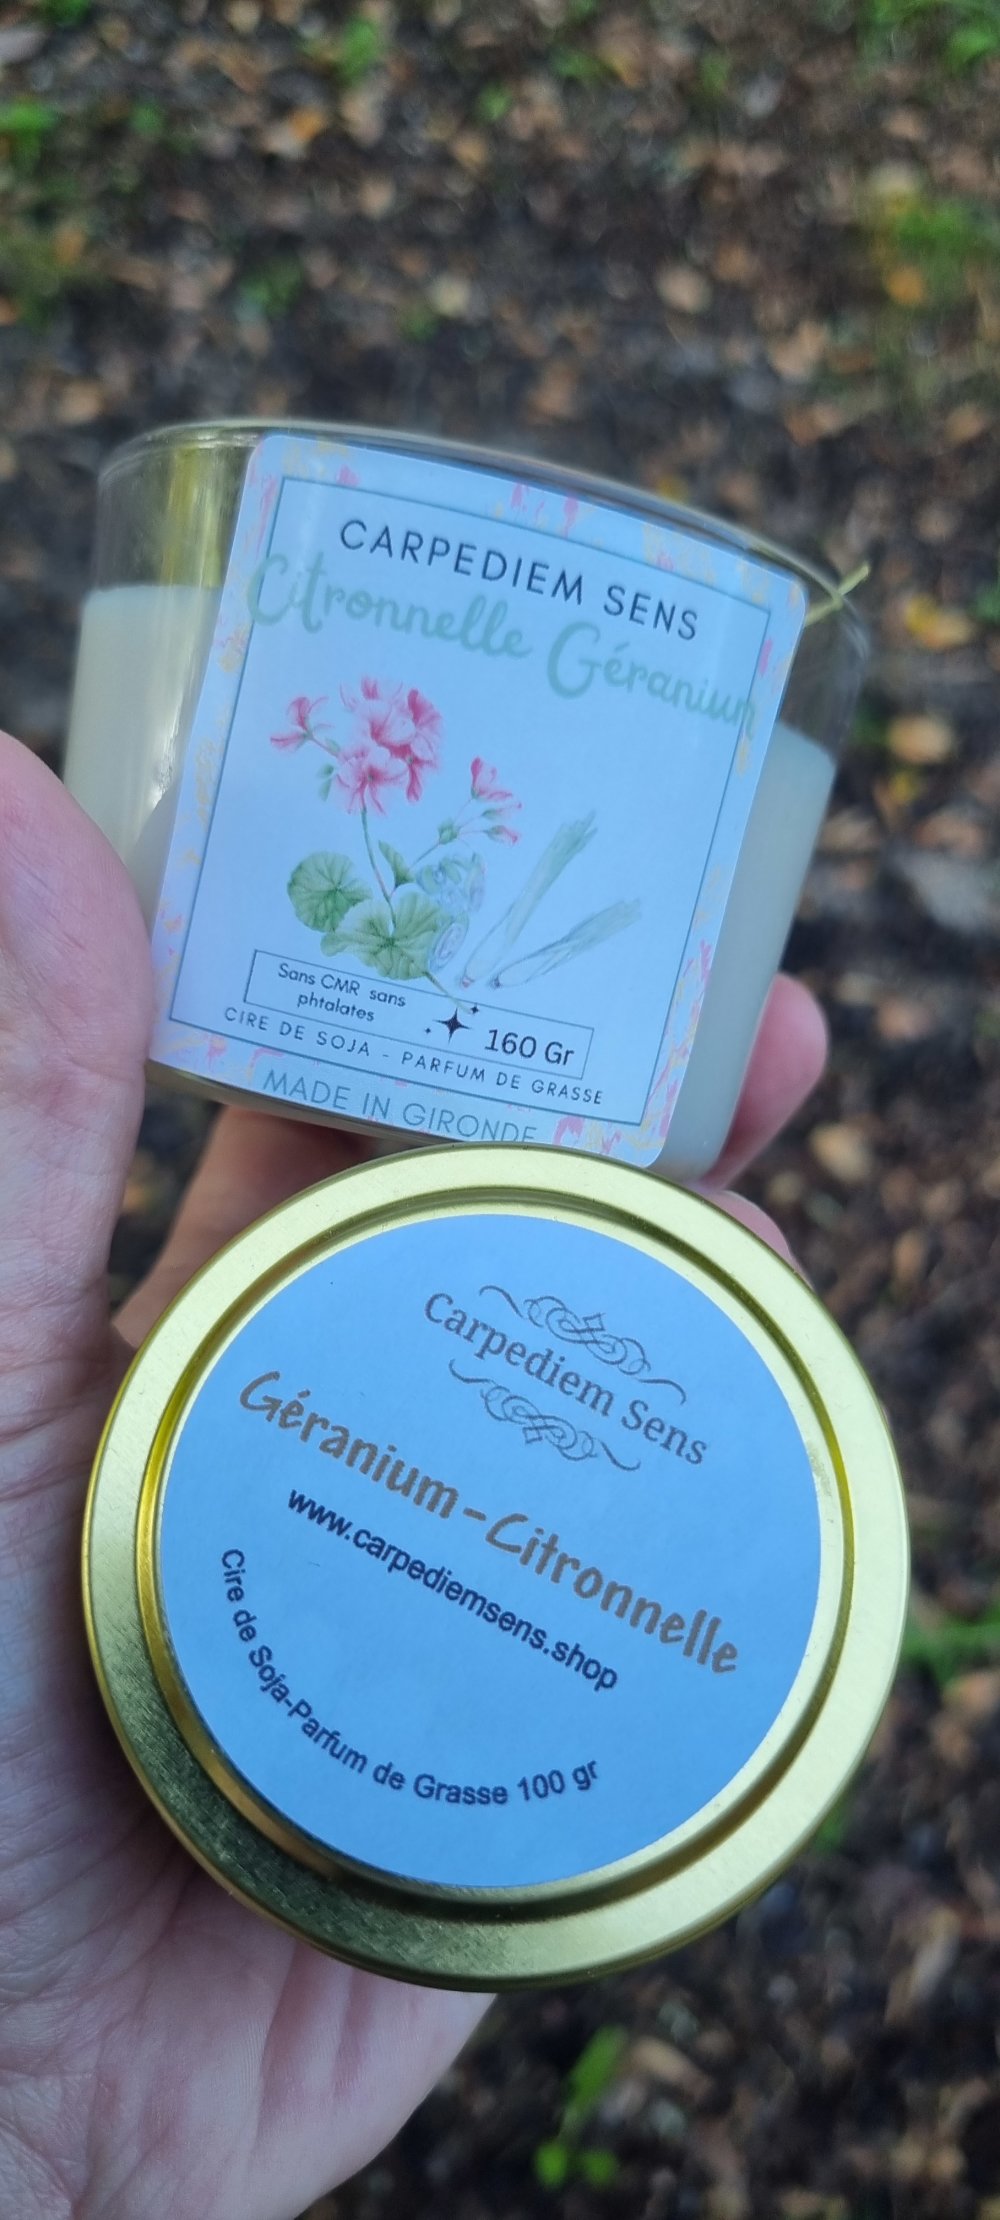 CARPEDIEM SENS
Citronnelle Géranium
Sans CMR sans
phtalates
160 Gr
CIRE DE SOJA - PARFUM DE GRASSE
MADE IN GIRONDE
Carpediem Sens
Géranium-Citronnelle
www.carpediemsens.shop
Cire de Soja-Parfum de Grasse 100 gr